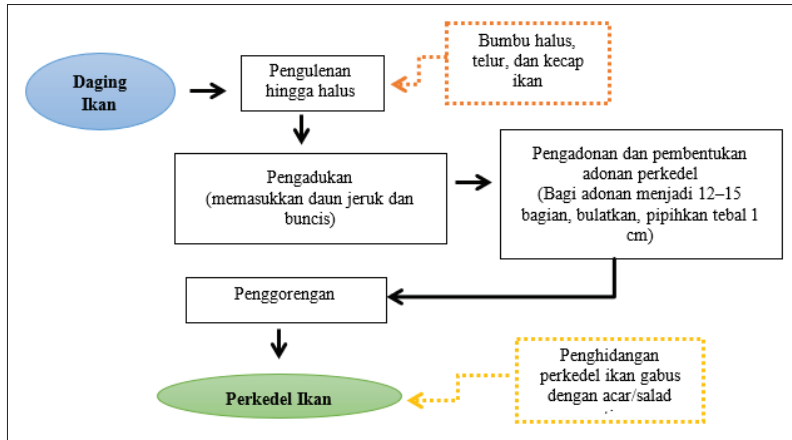 Daging
Ikan
Pengulenan
hingga halus
Bumbu halus,
telur, dan kecap
ikan
Pengadukan
(memasukkan daun jeruk dan
buncis)
Pengadonan dan pembentukan
adonan perkedel
(Bagi adonan menjadi 12–15
bagian, bulatkan, pipihkan tebal 1
cm)
Penggorengan
Perkedel Ikan
Penghidangan
perkedel ikan gabus
dengan acar/salad